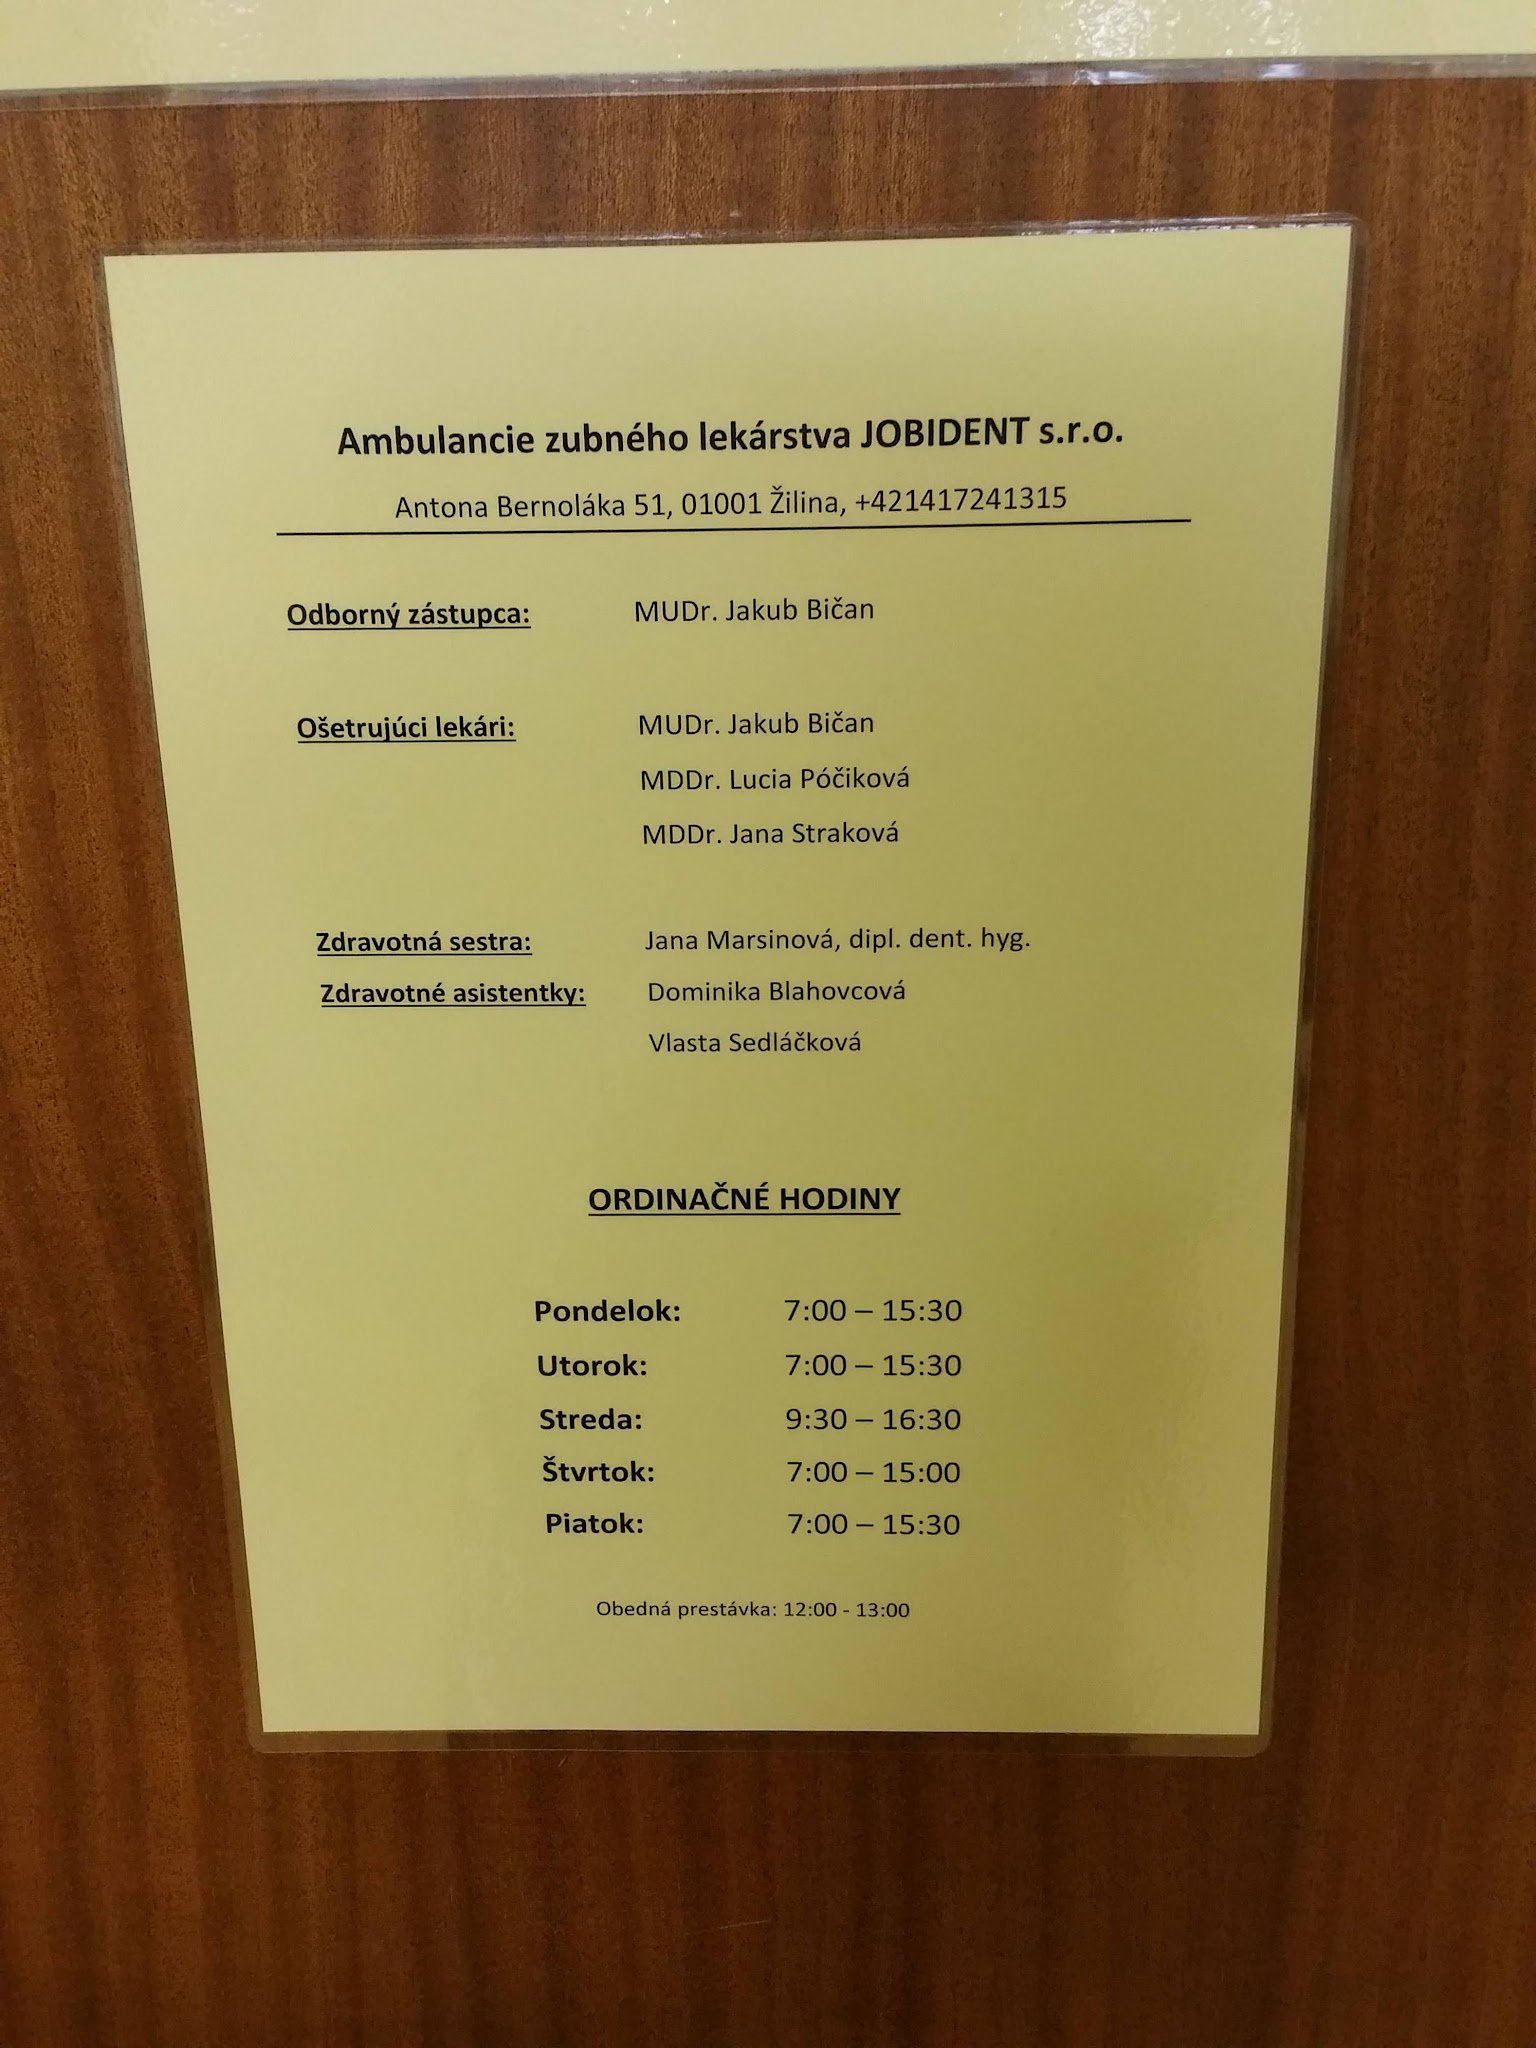 Ambulancie zubného lekárstva JOBIDENT s.r.o.
Antona Bernoláka 51, 01001 Žilina, +421417241315
Odborný zástupca: MUDr. Jakub Bičan
Ošetrujúci lekári: MUDr. Jakub Bičan
MDDr. Lucia Póčiková
MDDr. Jana Straková
Zdravotná sestra: Jana Marsinová, dipl. dent. hyg.
Zdravotné asistentky: Dominika Blahovcová
Vlasta Sedláčková
ORDINAČNÉ HODINY
Pondelok: 7:00 – 15:30
Utorok: 7:00 – 15:30
Streda: 9:30 – 16:30
Štvrtok: 7:00 – 15:00
Piatok: 7:00 – 15:30
Obedná prestávka: 12:00 - 13:00